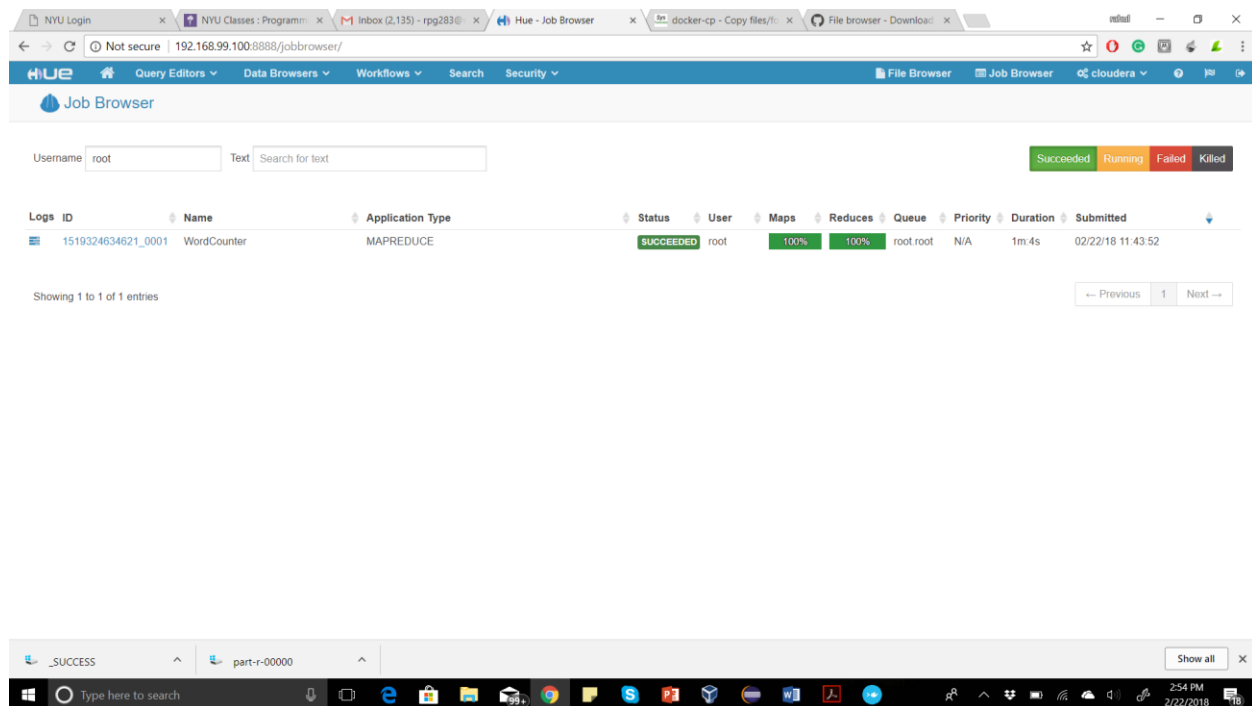 NYU Login
NYU Classes : Programm
Inbox (2,135) - rpg283@
Hue - Job Browser
docker-cp - Copy files/fo
File browser - Download
Not secure | 192.168.99.100:8888/jobbrowser/
HUE Query Editors Data Browsers Workflows Search Security File Browser Job Browser cloudera
Job Browser
Username root Text Search for text Succeeded Running Failed Killed
Logs ID Name Application Type Status User Maps Reduces Queue Priority Duration Submitted
1519324634621_0001 WordCounter MAPREDUCE SUCCEEDED root 100% 100% root.root N/A 1m:4s 02/22/18 11:43:52
Showing 1 to 1 of 1 entries
← Previous 1 Next →
_SUCCESS part-r-00000 Show all
Type here to search 99+ 2:54 PM
2/22/2018 18